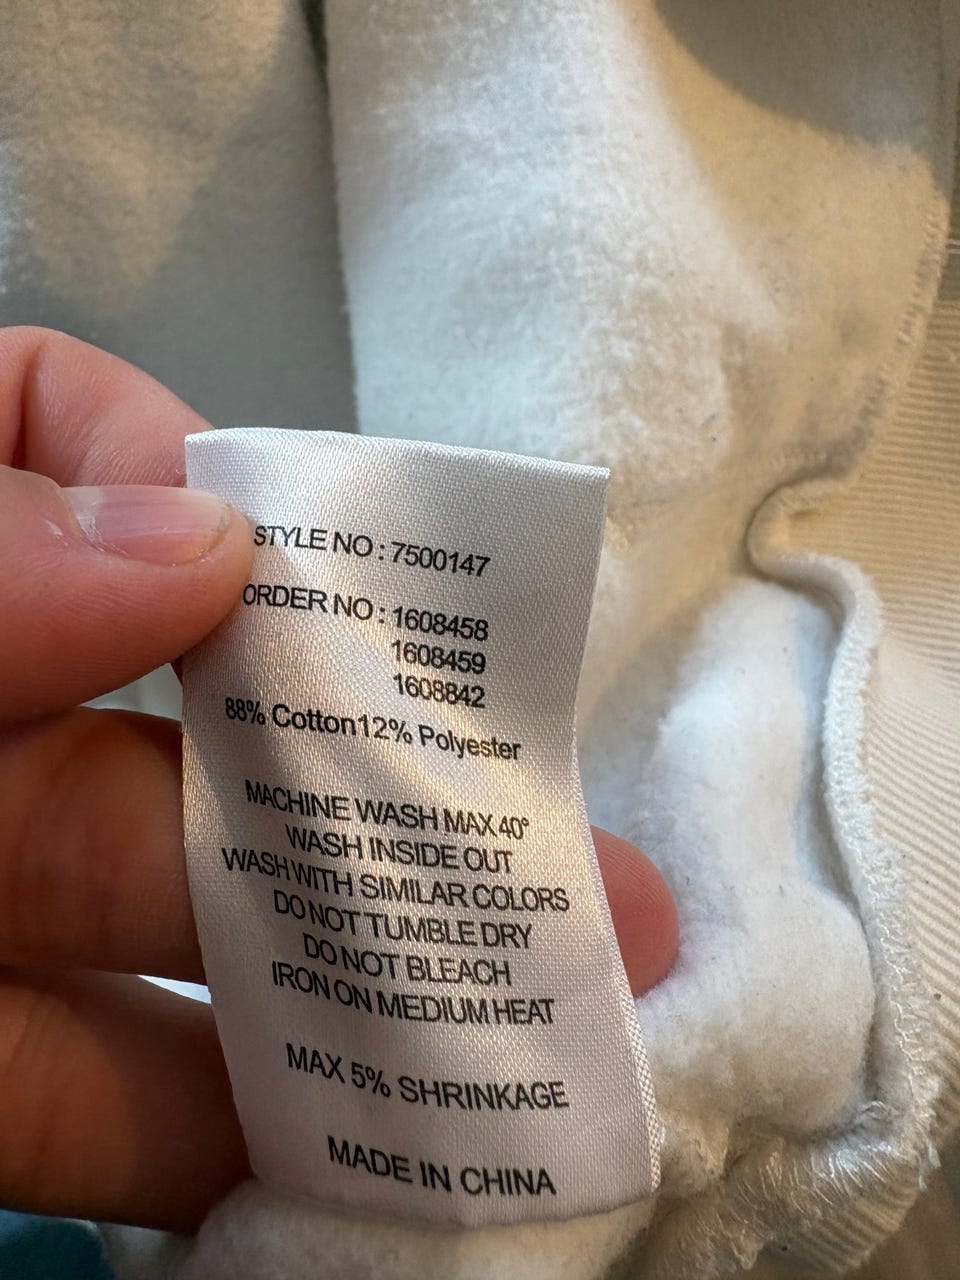 STYLE NO : 7500147
ORDER NO : 1608458
1608459
1608842
88% Cotton12% Polyester
MACHINE WASH MAX 40°
WASH INSIDE OUT
WASH WITH SIMILAR COLORS
DO NOT TUMBLE DRY
DO NOT BLEACH
IRON ON MEDIUM HEAT
MAX 5% SHRINKAGE
MADE IN CHINA